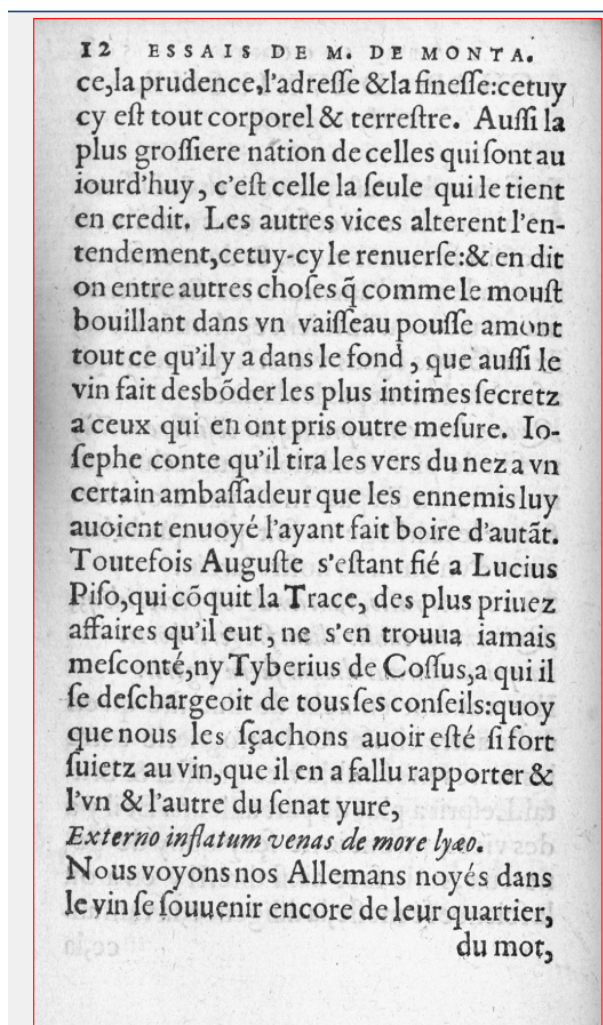 12 ESSAIS DE M. DE MONTA.
ce,la prudence,l'adreſſe &la fineſſe:cetuy
cy eſt tout corporel & terreſtre. Auſſi la
plus groſſiere nation de celles qui ſont au
iourd'huy, c'eſt celle la ſeule qui le tient
en credit. Les autres vices alterent l'en-
tendement,cetuy-cy le renuerſe:& en dit
on entre autres choſes q̃ comme le mouſt
bouillant dans vn vaiſſeau pouſſe amont
tout ce qu'il y a dans le fond , que auſſi le
vin fait desbõder les plus intimes ſecretz
a ceux qui en ont pris outre meſure. Io-
ſephe conte qu'il tira les vers du nez a vn
certain ambaſſadeur que les ennemis luy
auoient enuoyé l'ayant fait boire d'autãt.
Toutefois Auguſte s'eſtant fié a Lucius
Piſo,qui cõquit la Trace, des plus priuez
affaires qu'il eut, ne s'en trouua iamais
meſconté,ny Tyberius de Coſſus,a qui il
ſe deſchargeoit de tous ſes conſeils:quoy
que nous les ſçachons auoir eſté ſi fort
ſuietz au vin,que il en a fallu rapporter &
l'vn & l'autre du ſenat yure,
Externo inflatum venas de more lyæo.
Nous voyons nos Allemans noyés dans
le vin ſe ſouuenir encore de leur quartier,
du mot,